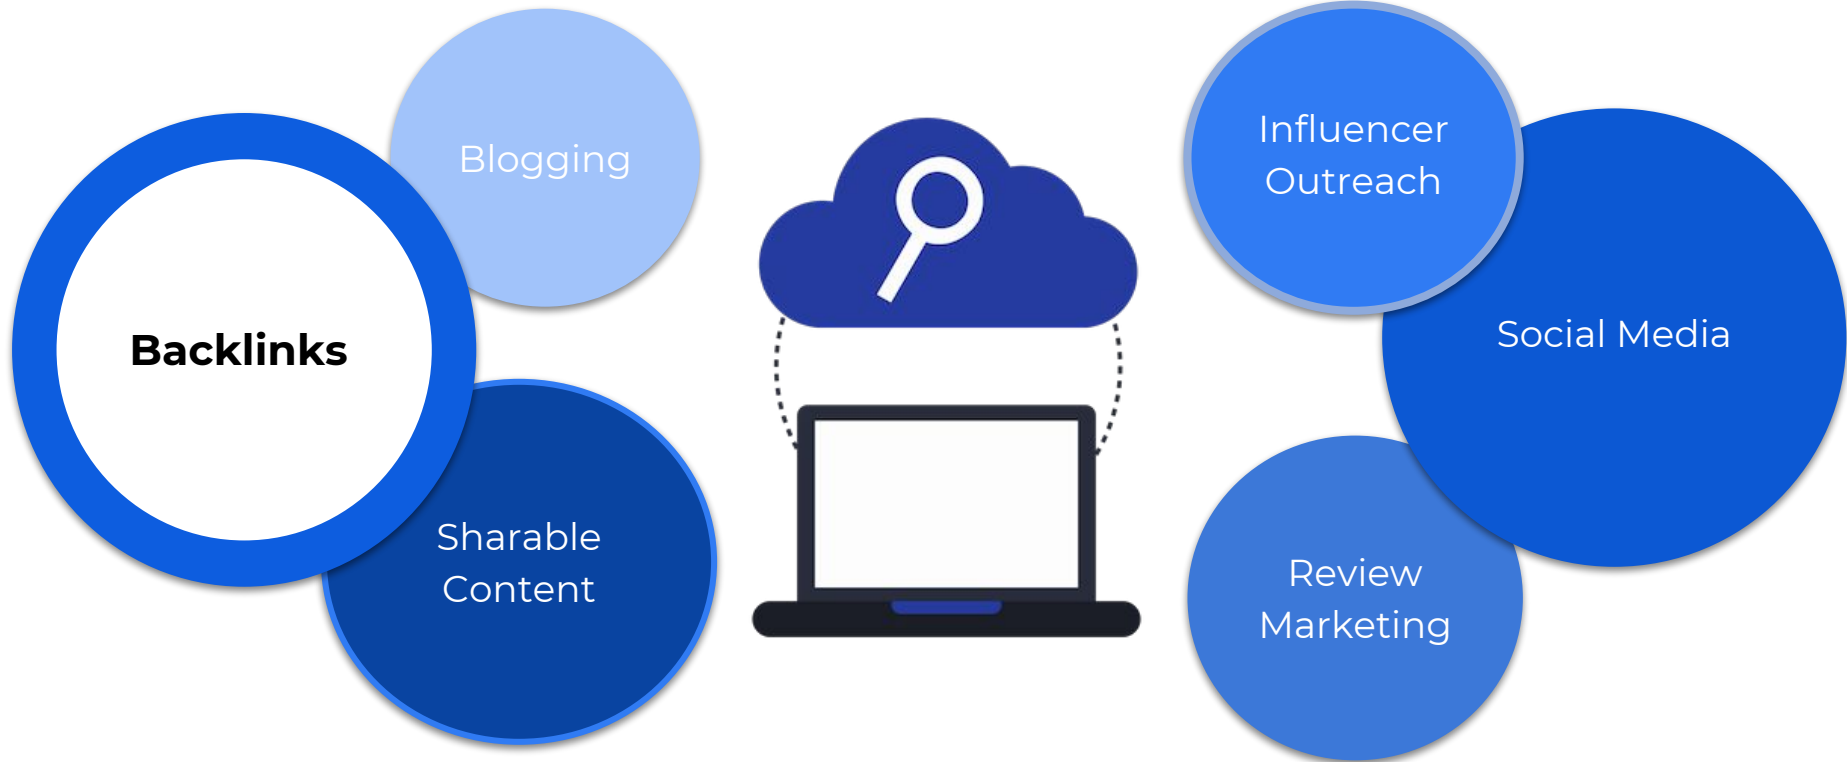 Blogging
Backlinks
Sharable
Content
Influencer
Outreach
Social Media
Review
Marketing